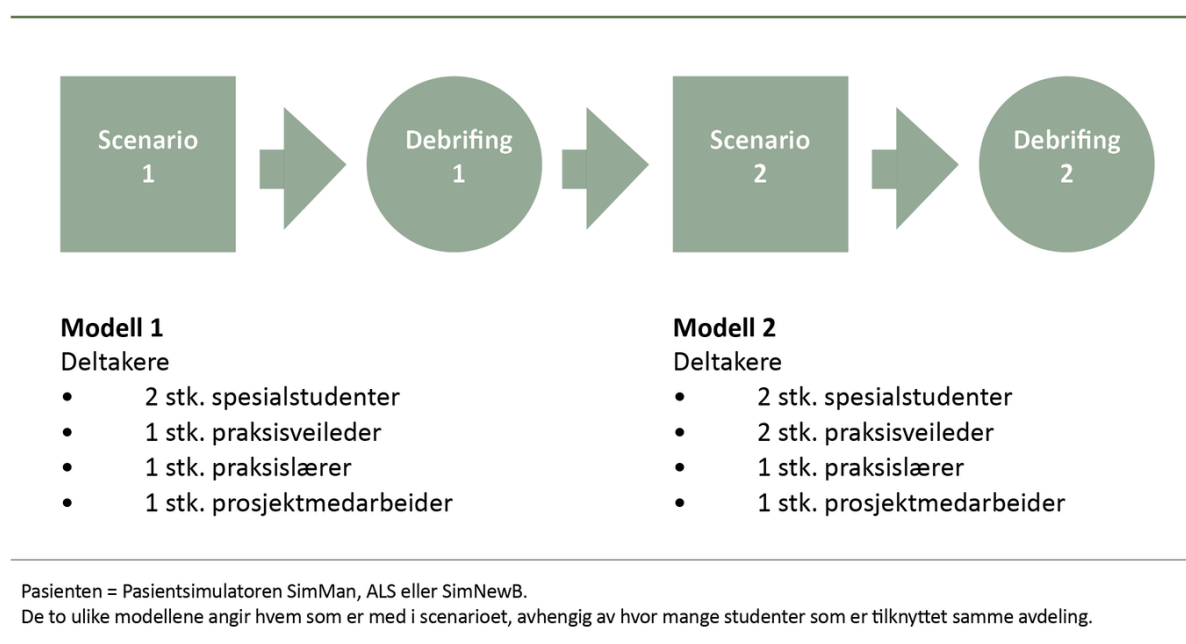 Scenario
1
Debrifing
1
Scenario
2
Debrifing
2
Modell 1
Deltakere
• 2 stk. spesialstudenter
• 1 stk. praksisveileder
• 1 stk. praksislærer
• 1 stk. prosjektmedarbeider
Modell 2
Deltakere
• 2 stk. spesialstudenter
• 2 stk. praksisveileder
• 1 stk. praksislærer
• 1 stk. prosjektmedarbeider
Pasienten = Pasientsimulatoren SimMan, ALS eller SimNewB.
De to ulike modellene angir hvem som er med i scenarioet, avhengig av hvor mange studenter som er tilknyttet samme avdeling.